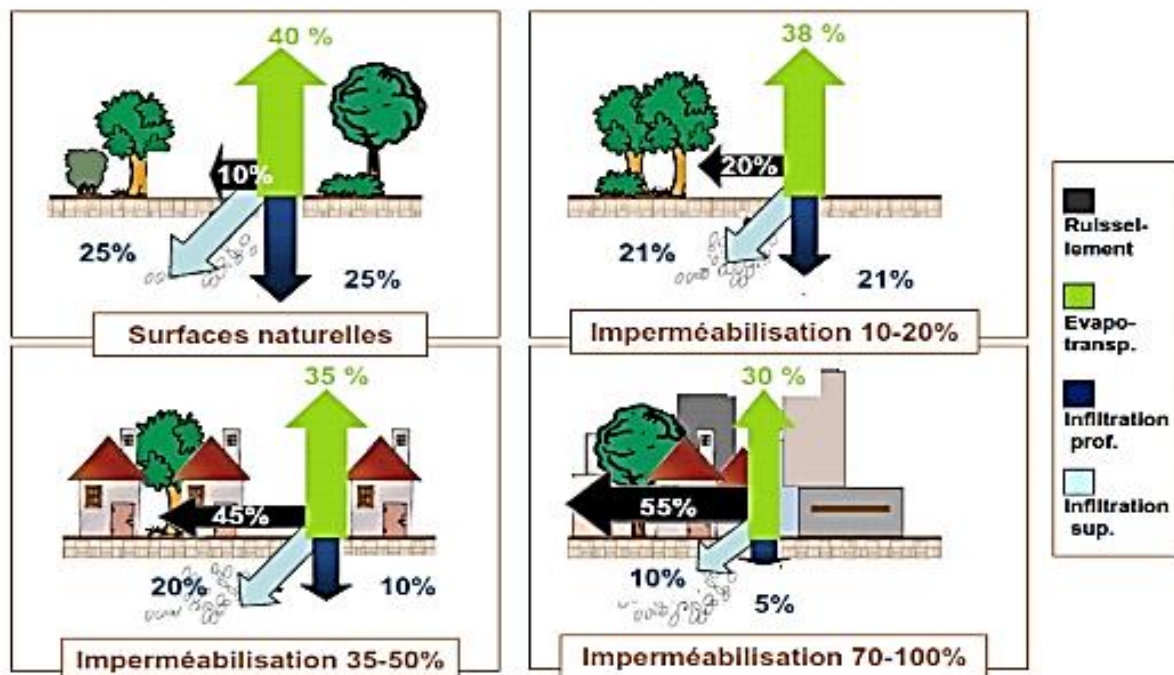 40 %
10%
25%
25%
Surfaces naturelles
38 %
20%
21%
21%
Imperméabilisation 10-20%
35 %
45%
20%
10%
Imperméabilisation 35-50%
30 %
55%
10%
5%
Imperméabilisation 70-100%
Ruissel-
lement
Evapo-
transp.
Infiltration
prof.
Infiltration
sup.